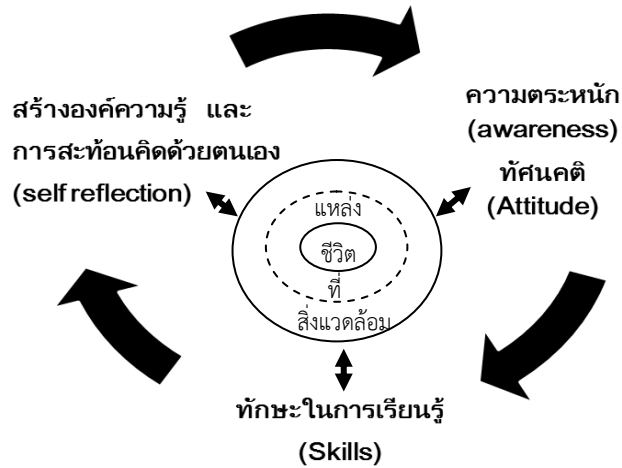 สร้างองค์ความรู้ และ
การสะท้อนคิดด้วยตนเอง
(self reflection)
ความตระหนัก
(awareness)
ทัศนคติ
(Attitude)
แหล่ง
ชีวิต
ที่
สิ่งแวดล้อม
ทักษะในการเรียนรู้
(Skills)